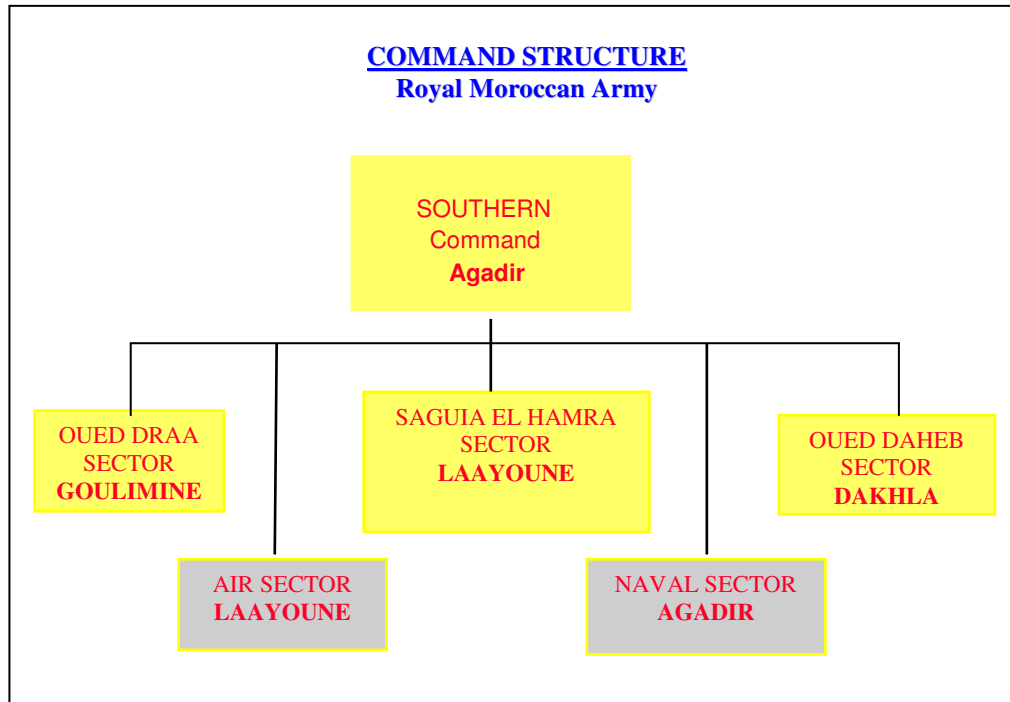 COMMAND STRUCTURE
Royal Moroccan Army
SOUTHERN
Command
Agadir
OUED DRAA
SECTOR
GOULIMINE
SAGUIA EL HAMRA
SECTOR
LAAYOUNE
OUED DAHEB
SECTOR
DAKHLA
AIR SECTOR
LAAYOUNE
NAVAL SECTOR
AGADIR